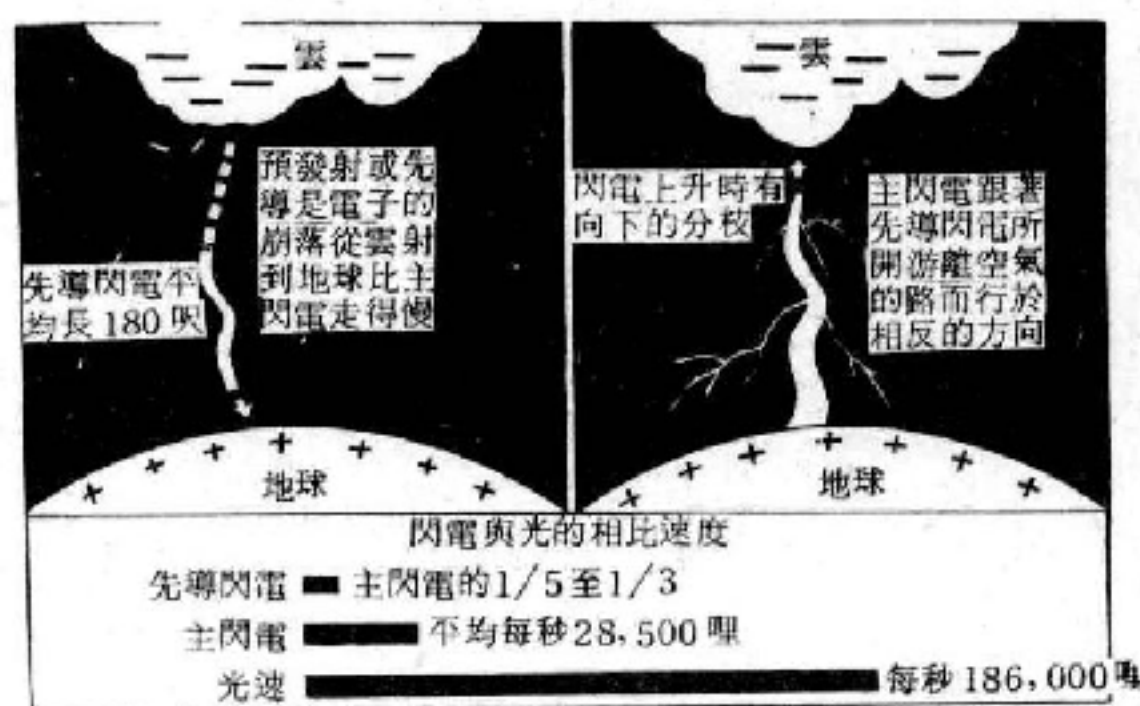 雲
預發射或先
導是電子的
崩落從雲射
到地球比主
閃電走得慢
先導閃電平
均長180呎
地球
雲
閃電上升時有
向下的分枝
主閃電跟著
先導閃電所
開游離空氣
的路而行於
相反的方向
地球
閃電與光的相比速度
先導閃電 主閃電的1/5至1/3
主閃電 平均每秒28,500哩
光速 每秒186,000哩